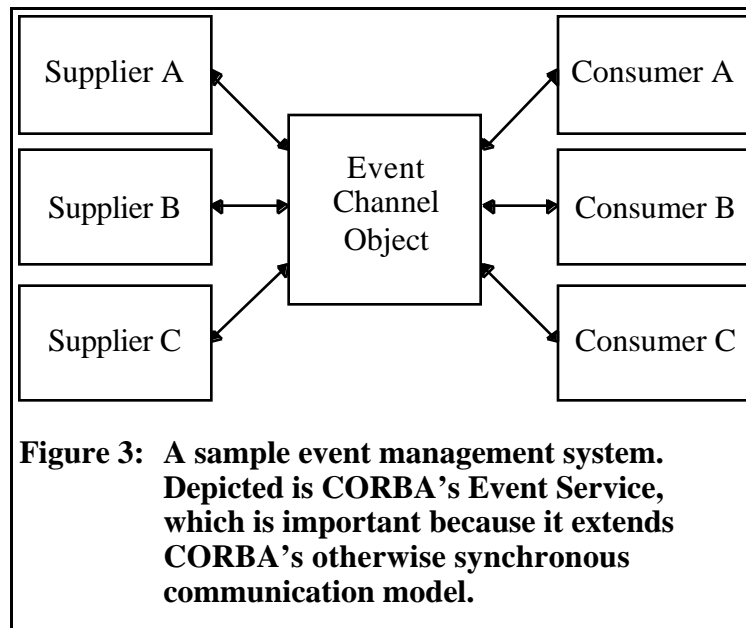 Supplier A
Consumer A
Event
Channel
Object
Supplier B
Consumer B
Supplier C
Consumer C
Figure 3: A sample event management system.
Depicted is CORBA’s Event Service,
which is important because it extends
CORBA’s otherwise synchronous
communication model.